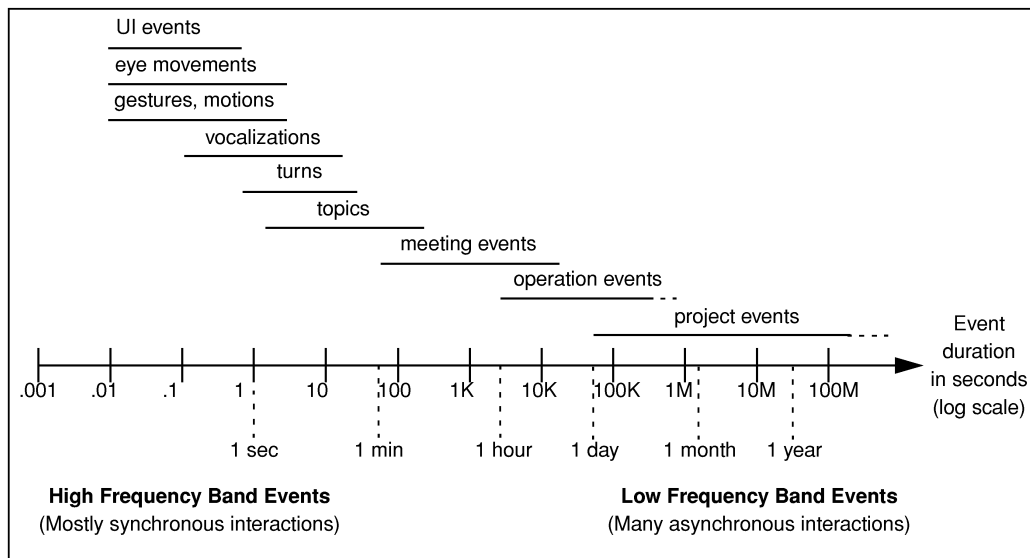 UI events
eye movements
gestures, motions
vocalizations
turns
topics
meeting events
operation events
project events
Event
duration
in seconds
(log scale)
.001 .01 .1 1 10 100 1K 10K 100K 1M 10M 100M
1 sec 1 min 1 hour 1 day 1 month 1 year
High Frequency Band Events Low Frequency Band Events
(Mostly synchronous interactions) (Many asynchronous interactions)